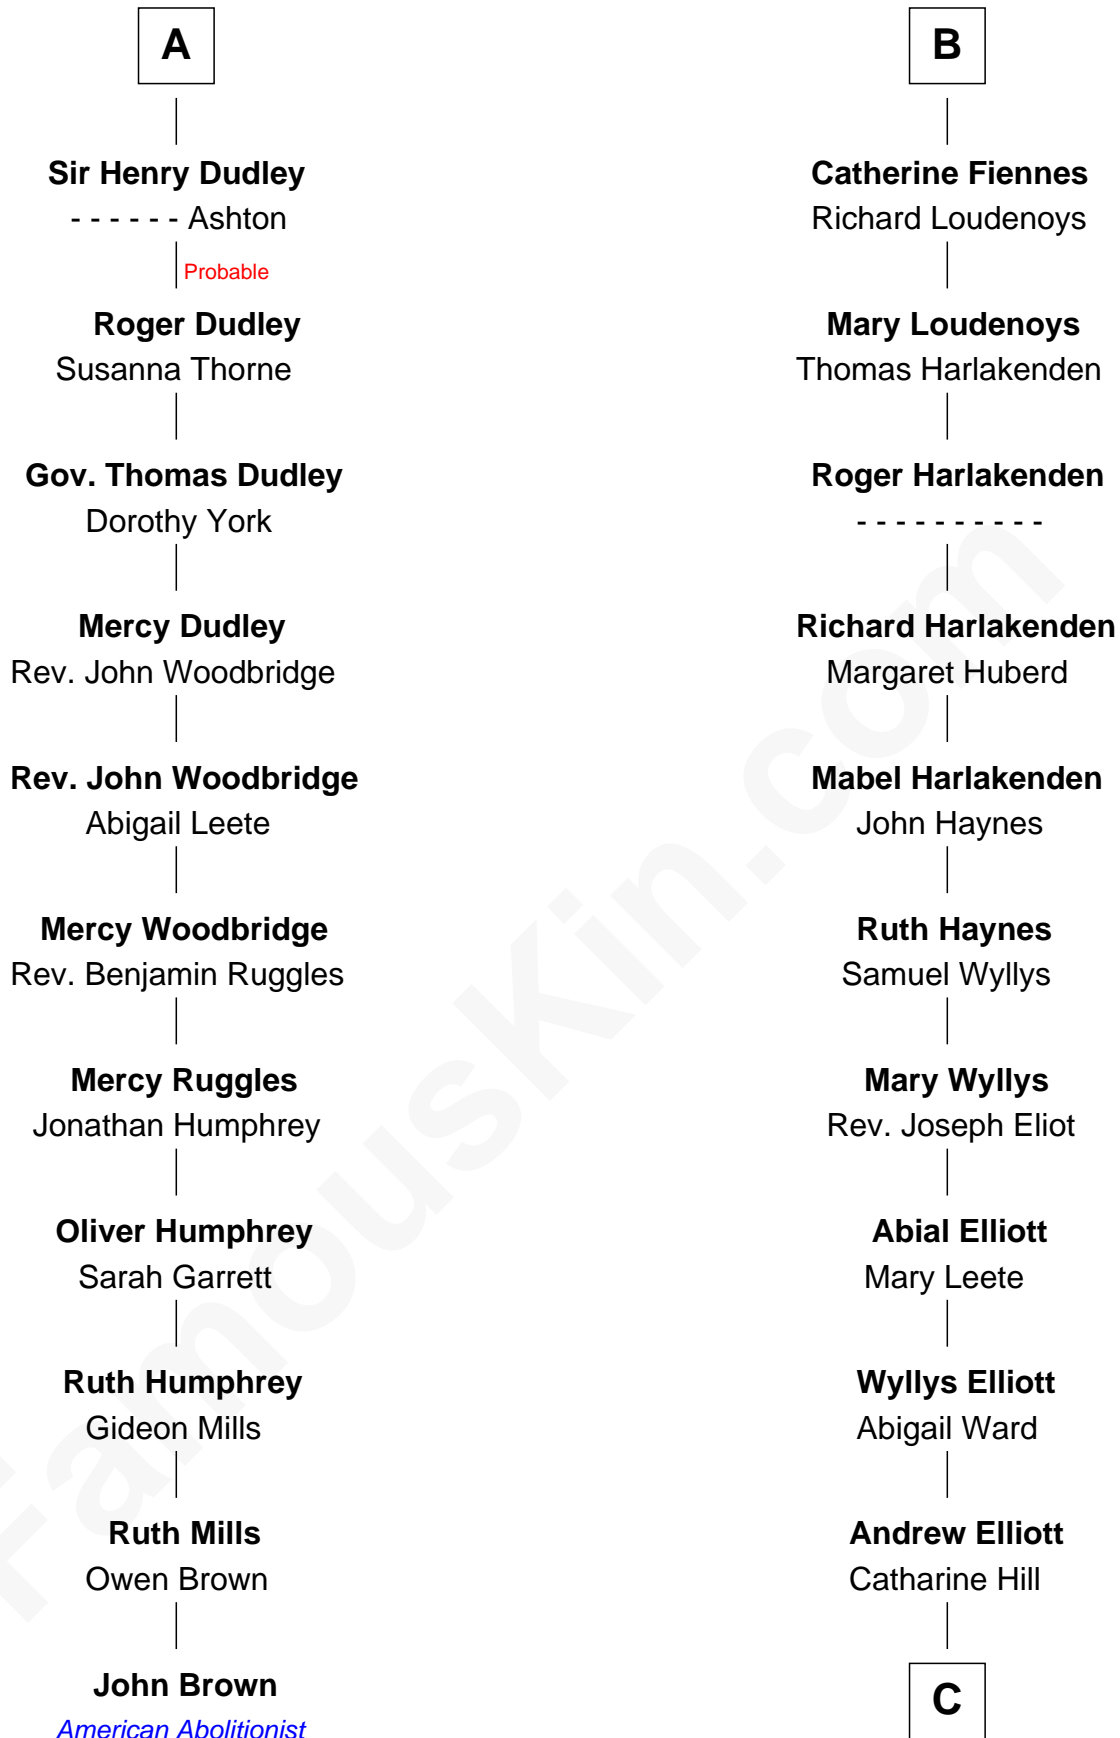 A
Sir Henry Dudley
- - - - - - Ashton
Probable
Roger Dudley
Susanna Thorne
Gov. Thomas Dudley
Dorothy York
Mercy Dudley
Rev. John Woodbridge
Rev. John Woodbridge
Abigail Leete
Mercy Woodbridge
Rev. Benjamin Ruggles
Mercy Ruggles
Jonathan Humphrey
Oliver Humphrey
Sarah Garrett
Ruth Humphrey
Gideon Mills
Ruth Mills
Owen Brown
John Brown
American Abolitionist
B
Catherine Fiennes
Richard Loudenoys
Mary Loudenoys
Thomas Harlakenden
Roger Harlakenden
- - - - - - - - - -
Richard Harlakenden
Margaret Huberd
Mabel Harlakenden
John Haynes
Ruth Haynes
Samuel Wyllys
Mary Wyllys
Rev. Joseph Eliot
Abial Elliott
Mary Leete
Wyllys Elliott
Abigail Ward
Andrew Elliott
Catharine Hill
C
FamousKin.com